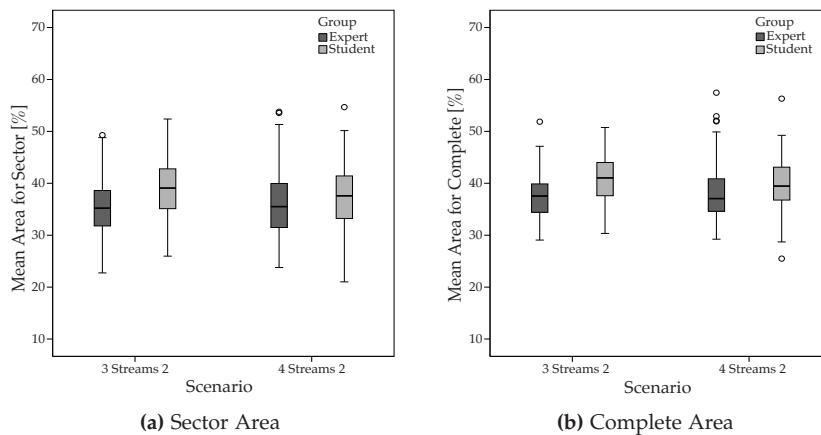 Group
Expert
Student
70
60
50
40
30
20
10
Mean Area for Sector [%]
3 Streams 2
4 Streams 2
Scenario
(a) Sector Area
Group
Expert
Student
70
60
50
40
30
20
10
Mean Area for Complete [%]
3 Streams 2
4 Streams 2
Scenario
(b) Complete Area